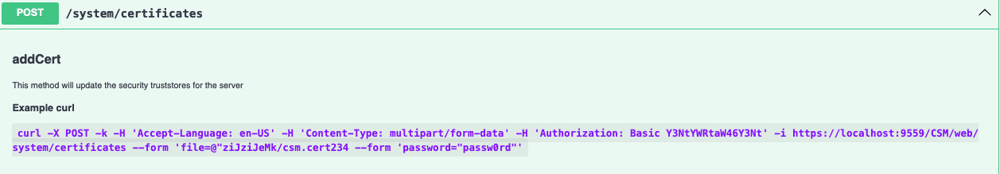 POST /system/certificates
addCert
This method will update the security truststores for the server
Example curl
curl -X POST -k -H 'Accept-Language: en-US' -H 'Content-Type: multipart/form-data' -H 'Authorization: Basic Y3NtYWRtaW46Y3Nt' -i https://localhost:9559/CSM/web/
system/certificates --form 'file=@"ziJziJeMk/csm.cert234 --form 'password="passw0rd"'